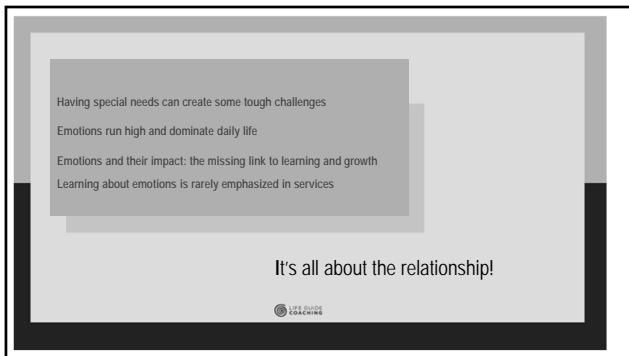 Having special needs can create some tough challenges
Emotions run high and dominate daily life
Emotions and their impact: the missing link to learning and growth
Learning about emotions is rarely emphasized in services
It's all about the relationship!
LIFE GUIDE
COACHING